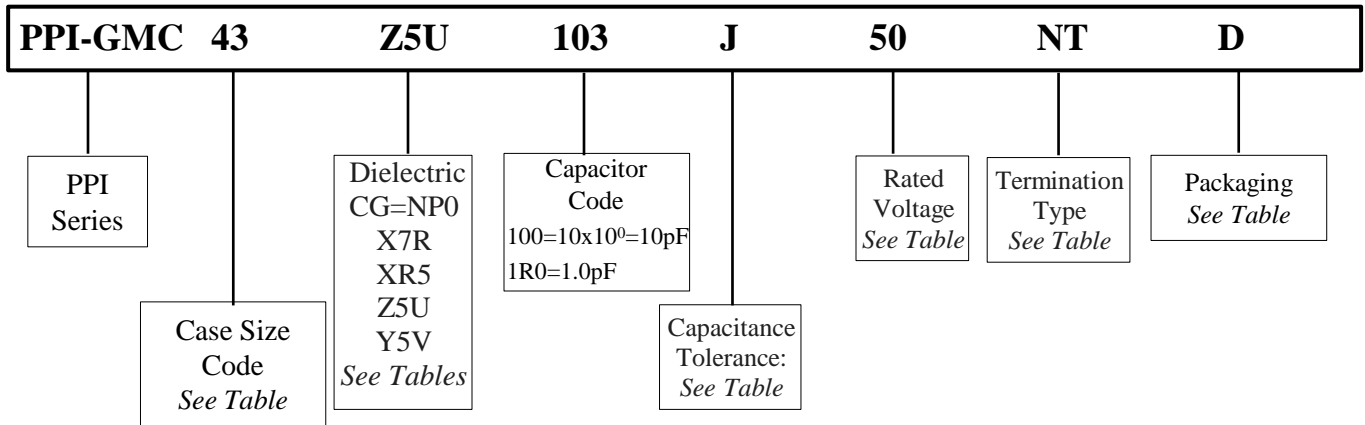 PPI-GMC 43 Z5U 103 J 50 NT D
PPI
Series
Case Size
Code
See Table
Dielectric
CG=NP0
X7R
XR5
Z5U
Y5V
See Tables
Capacitor
Code
100=10x10⁰=10pF
1R0=1.0pF
Capacitance
Tolerance:
See Table
Rated
Voltage
See Table
Termination
Type
See Table
Packaging
See Table